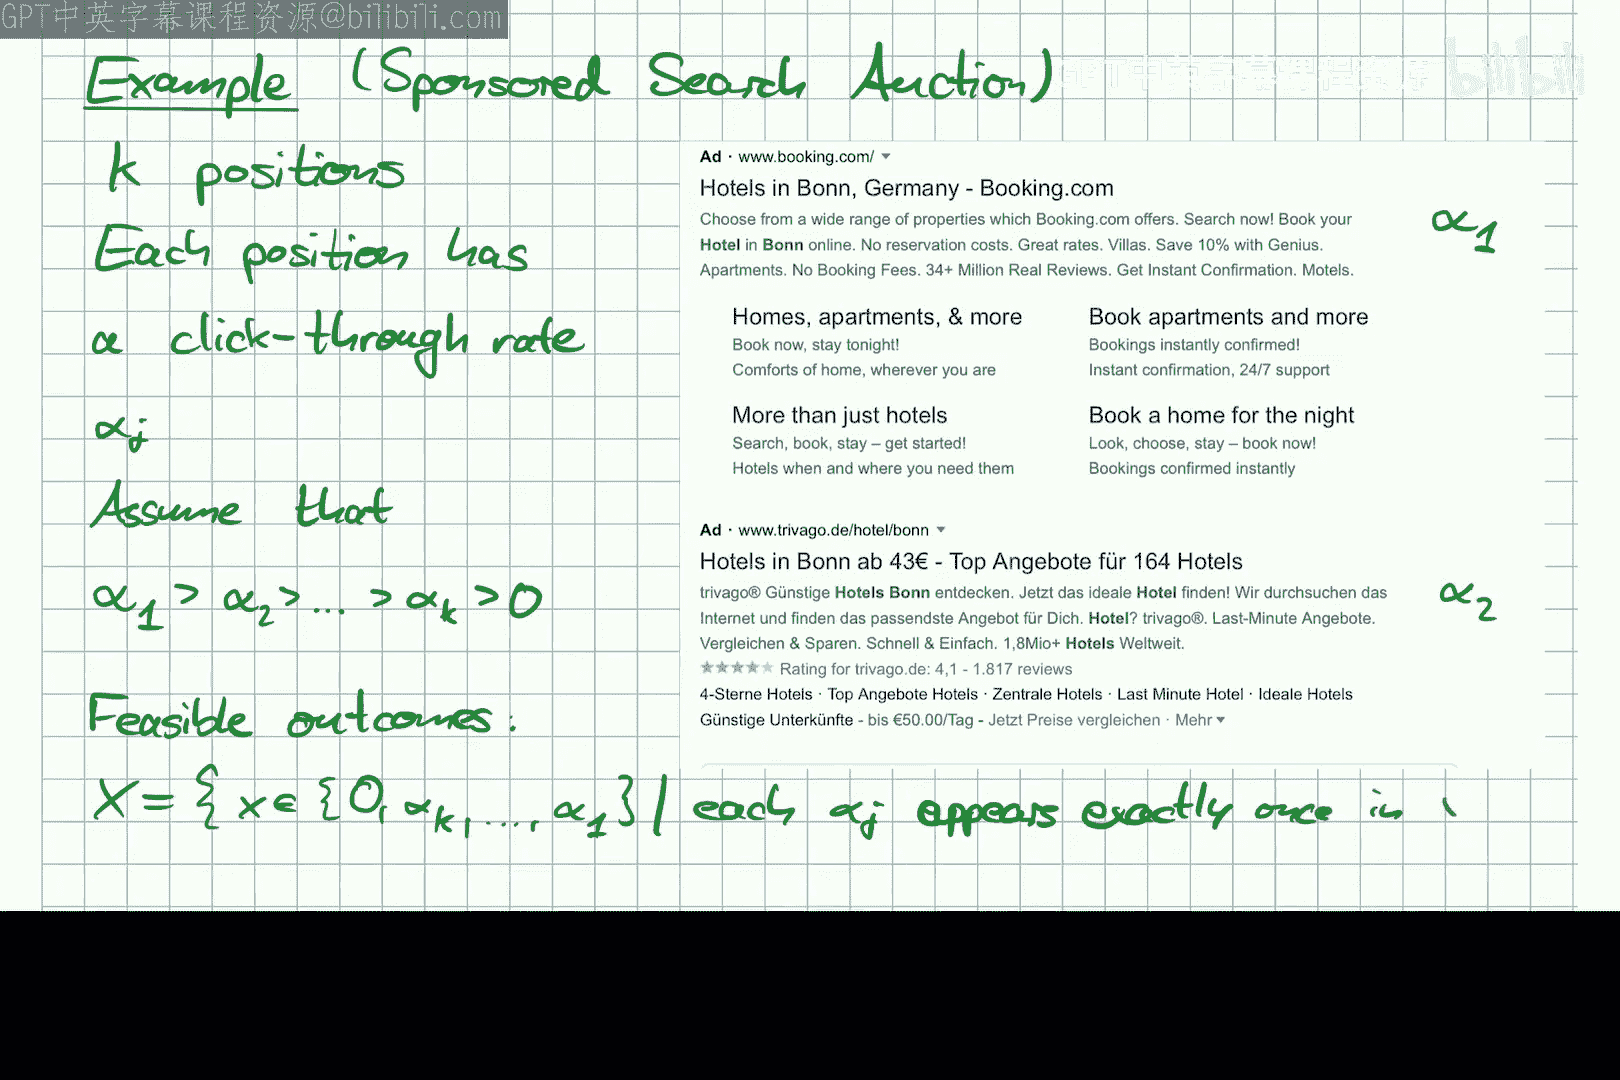 GPT中英字幕课程资源@bilibili.com
Example (Sponsored Search Auction)
k positions
Each position has
a click-through rate
αj
Assume that
α1 > α2 > ... > αk > 0
Feasible outcomes:
X = { x ∈ {0, αk, ..., α1} | each αj appears exactly once in
Ad · www.booking.com/
Hotels in Bonn, Germany - Booking.com
Choose from a wide range of properties which Booking.com offers. Search now! Book your
Hotel in Bonn online. No reservation costs. Great rates. Villas. Save 10% with Genius.
Apartments. No Booking Fees. 34+ Million Real Reviews. Get Instant Confirmation. Motels.
α1
Homes, apartments, & more
Book now, stay tonight!
Comforts of home, wherever you are
Book apartments and more
Bookings instantly confirmed!
Instant confirmation, 24/7 support
More than just hotels
Search, book, stay – get started!
Hotels when and where you need them
Book a home for the night
Look, choose, stay – book now!
Bookings confirmed instantly
Ad · www.trivago.de/hotel/bonn
Hotels in Bonn ab 43€ - Top Angebote für 164 Hotels
trivago® Günstige Hotels Bonn entdecken. Jetzt das ideale Hotel finden! Wir durchsuchen das
Internet und finden das passendste Angebot für Dich. Hotel? trivago®. Last-Minute Angebote.
Vergleichen & Sparen. Schnell & Einfach. 1,8Mio+ Hotels Weltweit.
α2
Rating for trivago.de: 4,1 - 1.817 reviews
4-Sterne Hotels · Top Angebote Hotels · Zentrale Hotels · Last Minute Hotel · Ideale Hotels
Günstige Unterkünfte - bis €50.00/Tag - Jetzt Preise vergleichen · Mehr
GPT中英字幕课程资源
bilibili